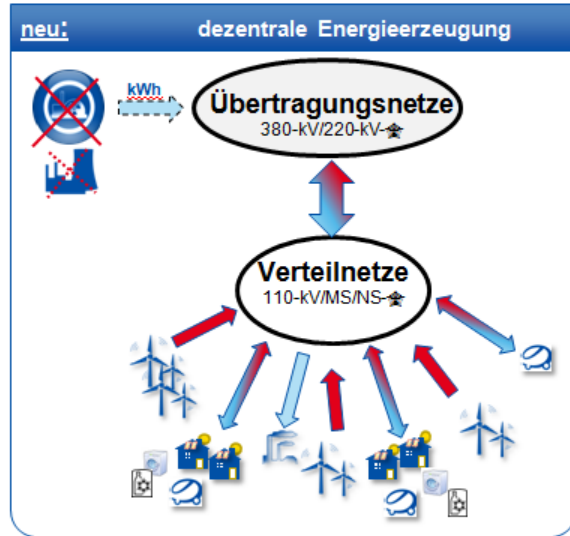 neu: dezentrale Energieerzeugung
kWh
Übertragungsnetze
380-kV/220-kV-
Verteilnetze
110-kV/MS/NS-